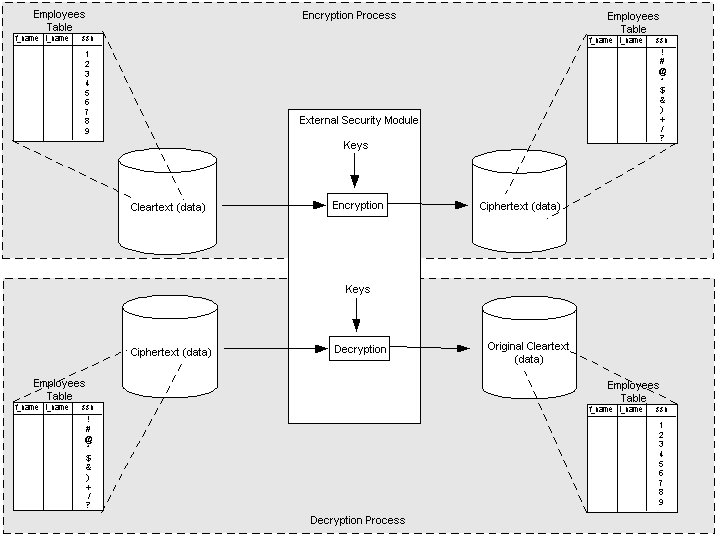 Encryption Process
Employees
Table
f_name l_name ssn
1
2
3
4
5
6
7
8
9
Employees
Table
f_name l_name ssn
!
#
@
^
$
&
)
+
/
?
External Security Module
Keys
Cleartext (data)
Encryption
Ciphertext (data)
Keys
Ciphertext (data)
Decryption
Original Cleartext
(data)
Employees
Table
f_name l_name ssn
!
#
@
^
$
&
)
+
/
?
Employees
Table
f_name l_name ssn
1
2
3
4
5
6
7
8
9
Decryption Process